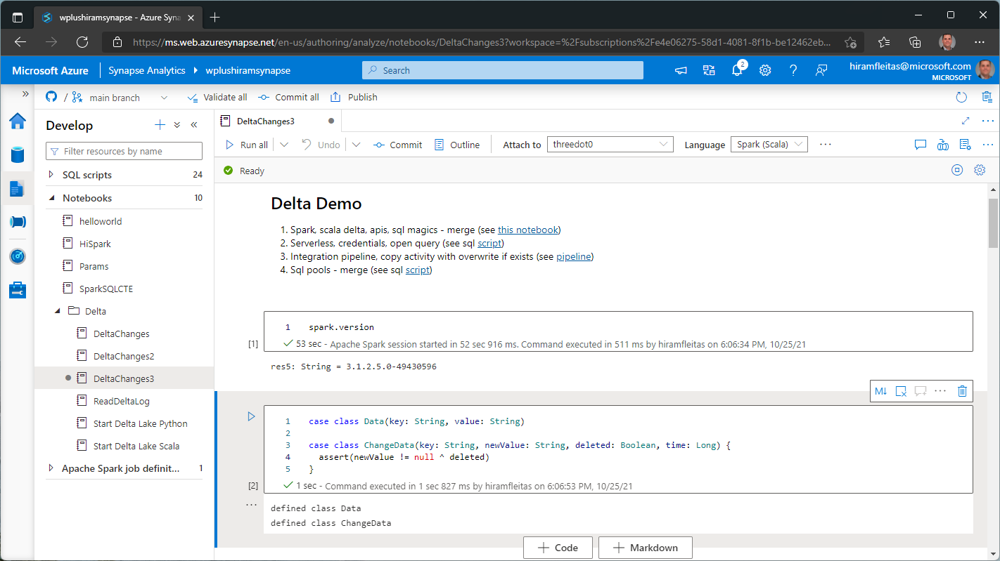 wplushiramsynapse - Azure Syna
https://ms.web.azuresynapse.net/en-us/authoring/analyze/notebooks/DeltaChanges3?workspace=%2Fsubscriptions%2Fe4e06275-58d1-4081-8f1b-be12462eb...
Microsoft Azure Synapse Analytics wplushiramsynapse Search 2 hiramfleitas@microsoft.com
MICROSOFT
/ main branch Validate all Commit all Publish
Develop
Filter resources by name
SQL scripts 24
Notebooks 10
helloworld
HiSpark
Params
SparkSQLCTE
Delta
DeltaChanges
DeltaChanges2
DeltaChanges3
ReadDeltaLog
Start Delta Lake Python
Start Delta Lake Scala
Apache Spark job definit... 1
DeltaChanges3
Run all Undo Commit Outline Attach to threedot0 Language Spark (Scala)
Ready
Delta Demo
1. Spark, scala delta, apis, sql magics - merge (see this notebook)
2. Serverless, credentials, open query (see sql script)
3. Integration pipeline, copy activity with overwrite if exists (see pipeline)
4. Sql pools - merge (see sql script)
1 spark.version
[1] 53 sec - Apache Spark session started in 52 sec 916 ms. Command executed in 511 ms by hiramfleitas on 6:06:34 PM, 10/25/21
res5: String = 3.1.2.5.0-49430596
M↓
1 case class Data(key: String, value: String)
2
3 case class ChangeData(key: String, newValue: String, deleted: Boolean, time: Long) {
4 assert(newValue != null ^ deleted)
5 }
[2] 1 sec - Command executed in 1 sec 827 ms by hiramfleitas on 6:06:53 PM, 10/25/21
defined class Data
defined class ChangeData
Code Markdown